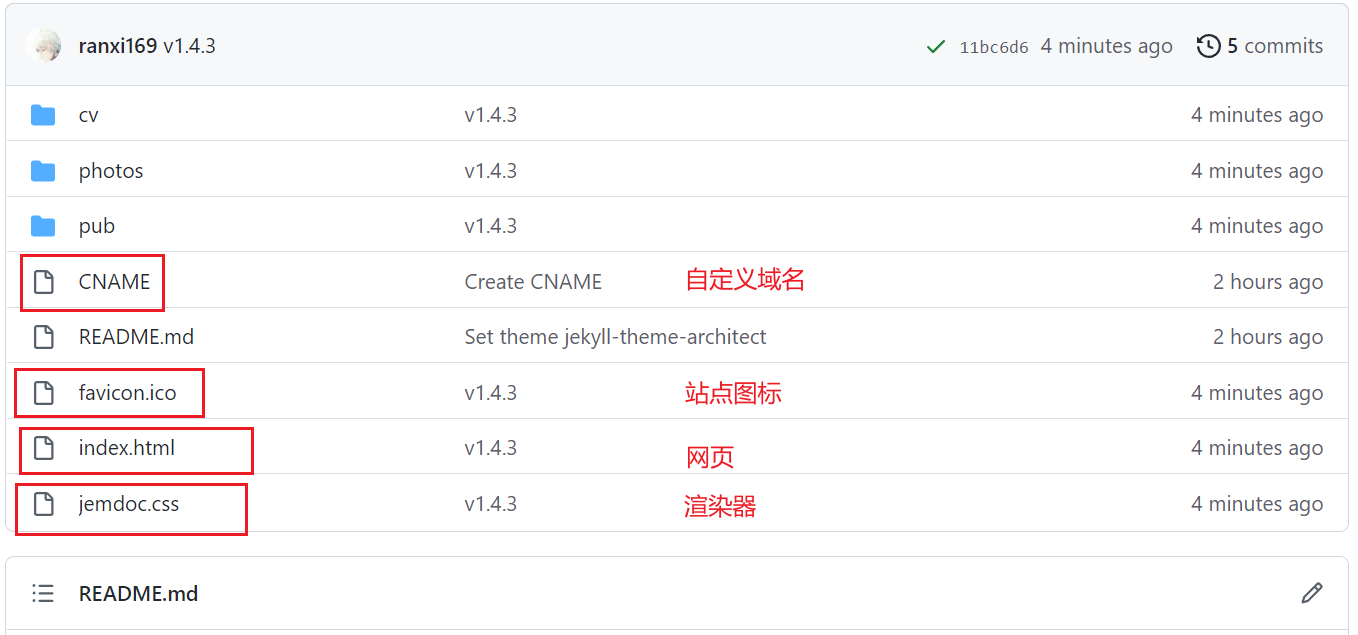 ranxi169 v1.4.3 11bc6d6 4 minutes ago 5 commits
cv v1.4.3 4 minutes ago
photos v1.4.3 4 minutes ago
pub v1.4.3 4 minutes ago
CNAME Create CNAME 自定义域名 2 hours ago
README.md Set theme jekyll-theme-architect 2 hours ago
favicon.ico v1.4.3 站点图标 4 minutes ago
index.html v1.4.3 网页 4 minutes ago
jemdoc.css v1.4.3 渲染器 4 minutes ago
README.md